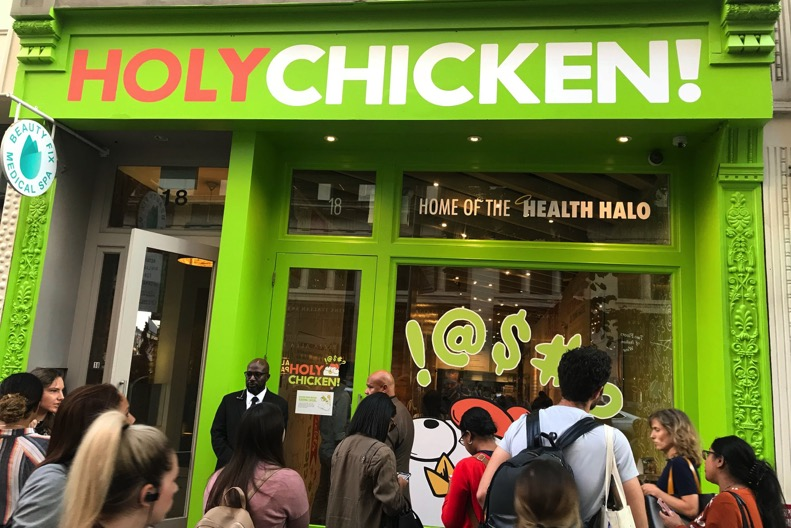 HOLYCHICKEN!
BEAUTY FIX
MEDICAL SPA
18
18
HOME OF THE HEALTH HALO
!@$#
HOLY
CHICKEN!